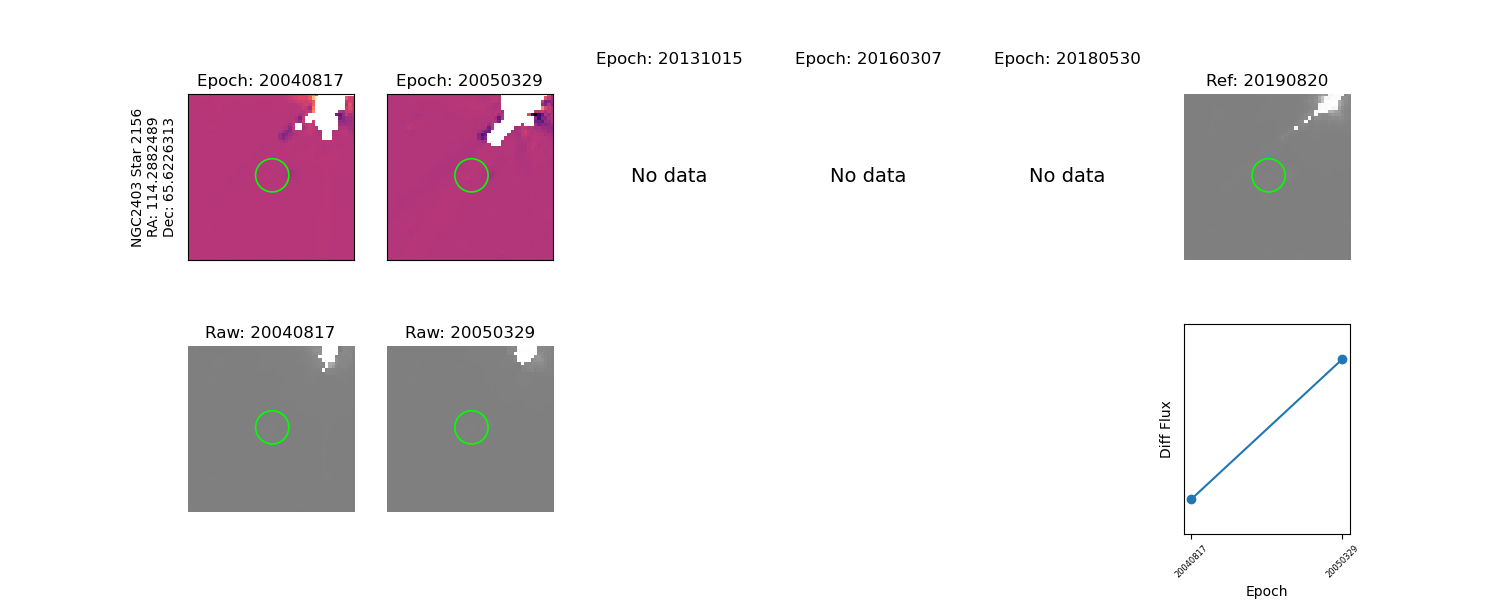 Epoch: 20040817
Epoch: 20050329
Epoch: 20131015
Epoch: 20160307
Epoch: 20180530
Ref: 20190820
NGC2403 Star 2156
RA: 114.2882489
Dec: 65.6226313
No data
No data
No data
Raw: 20040817
Raw: 20050329
Diff Flux
20040817
20050329
Epoch